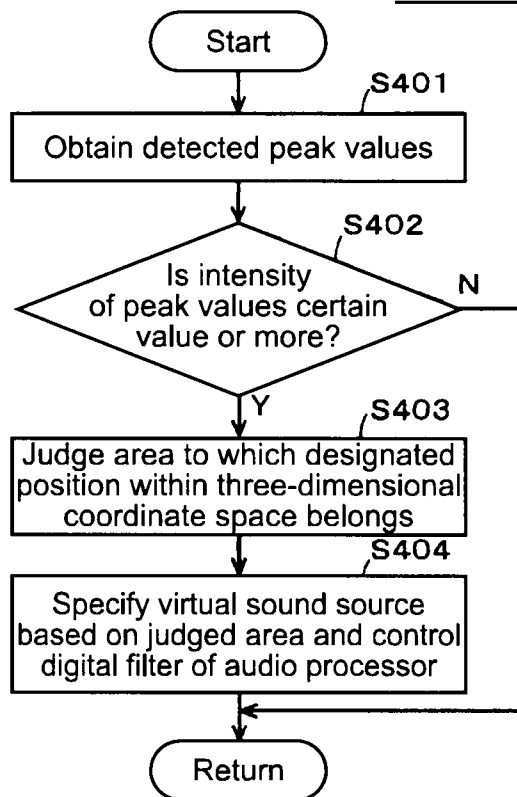 Start
S401
Obtain detected peak values
S402
Is intensity
of peak values certain
value or more?
N
Y
S403
Judge area to which designated
position within three-dimensional
coordinate space belongs
S404
Specify virtual sound source
based on judged area and control
digital filter of audio processor
Return